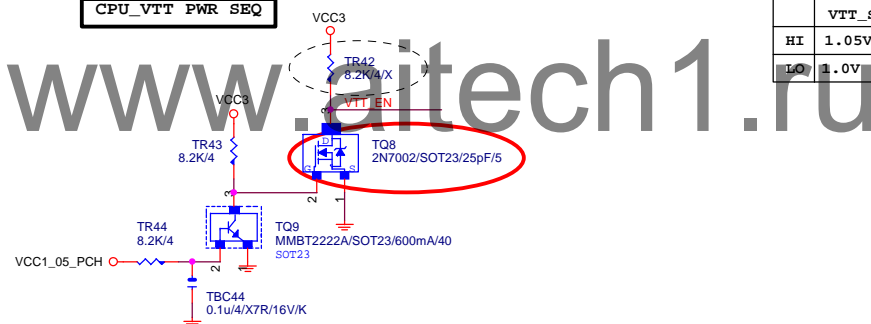 CPU_VTT PWR SEQ
VCC3
VTT_S
HI 1.05V
LO 1.0V
TR42
8.2K/4/X
www.aitech1.ru
VCC3
3
VTT_EN
TR43
8.2K/4
D
G
S
TQ8
2N7002/SOT23/25pF/5
3
2
1
TR44
8.2K/4
TQ9
MMBT2222A/SOT23/600mA/40
SOT23
VCC1_05_PCH
2
1
TBC44
0.1u/4/X7R/16V/K